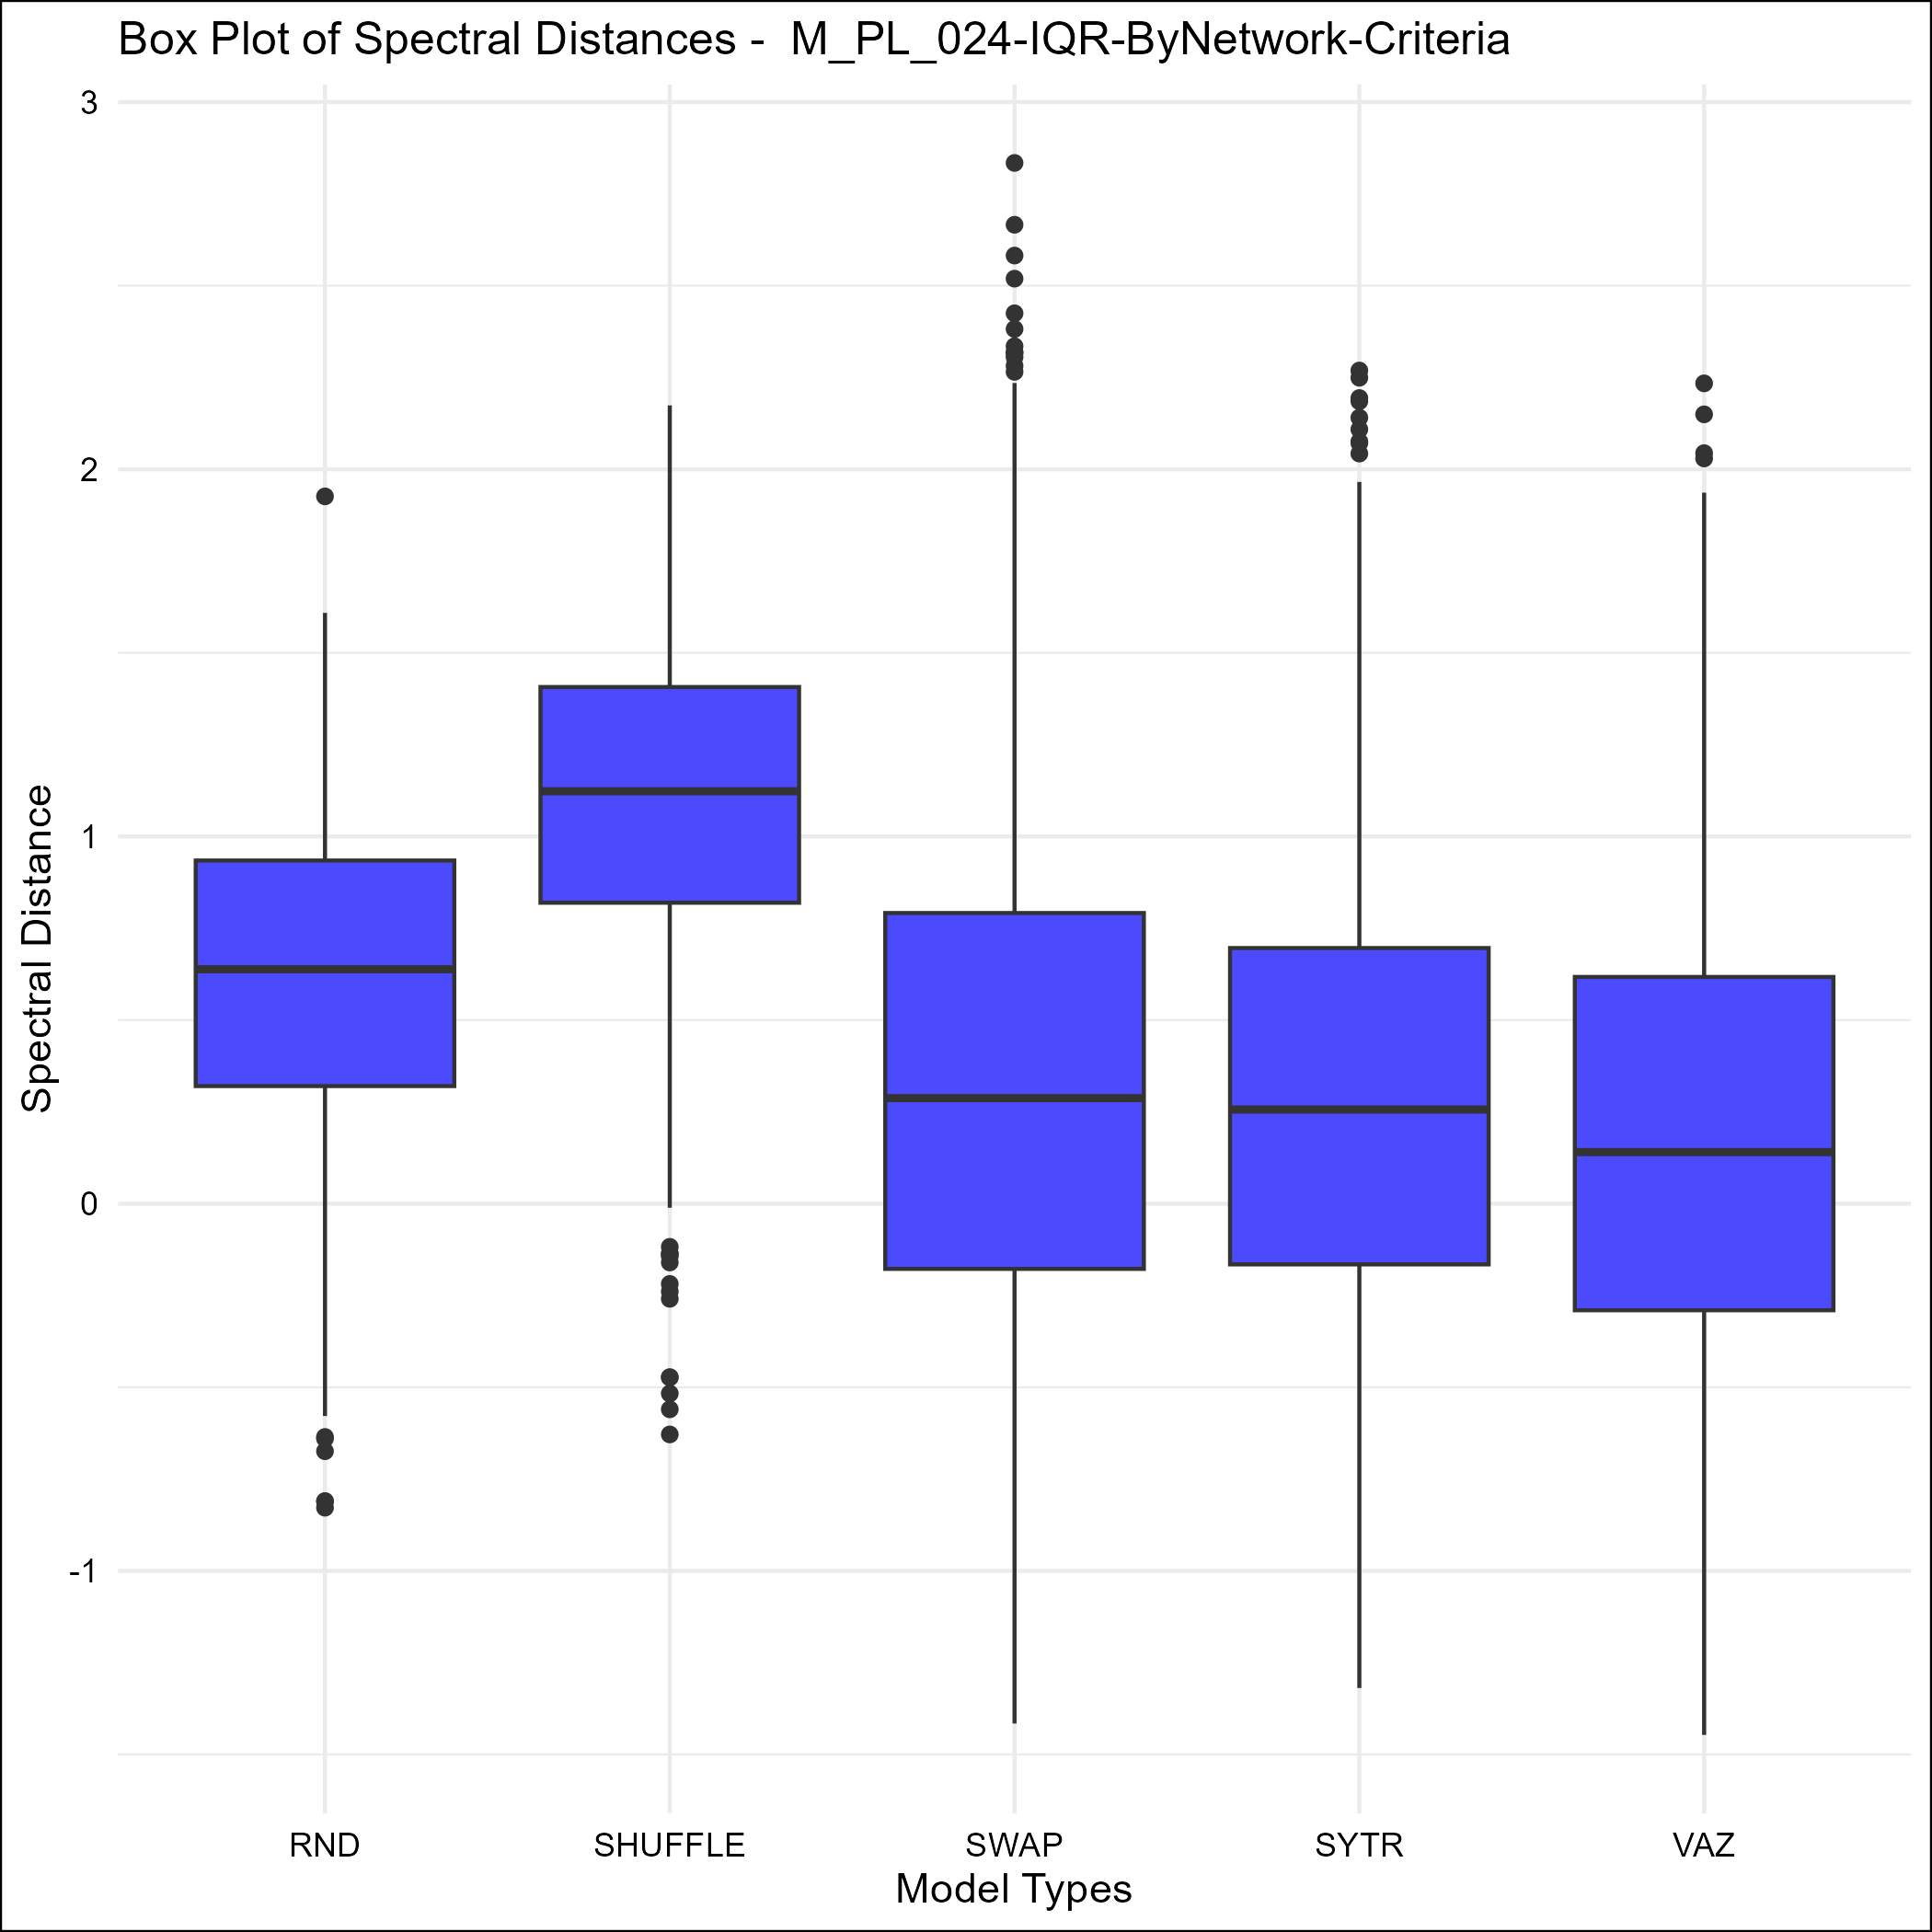 Box Plot of Spectral Distances -  M_PL_024-IQR-ByNetwork-Criteria
3
2
1
0
-1
Spectral Distance
RND SHUFFLE SWAP SYTR VAZ
Model Types